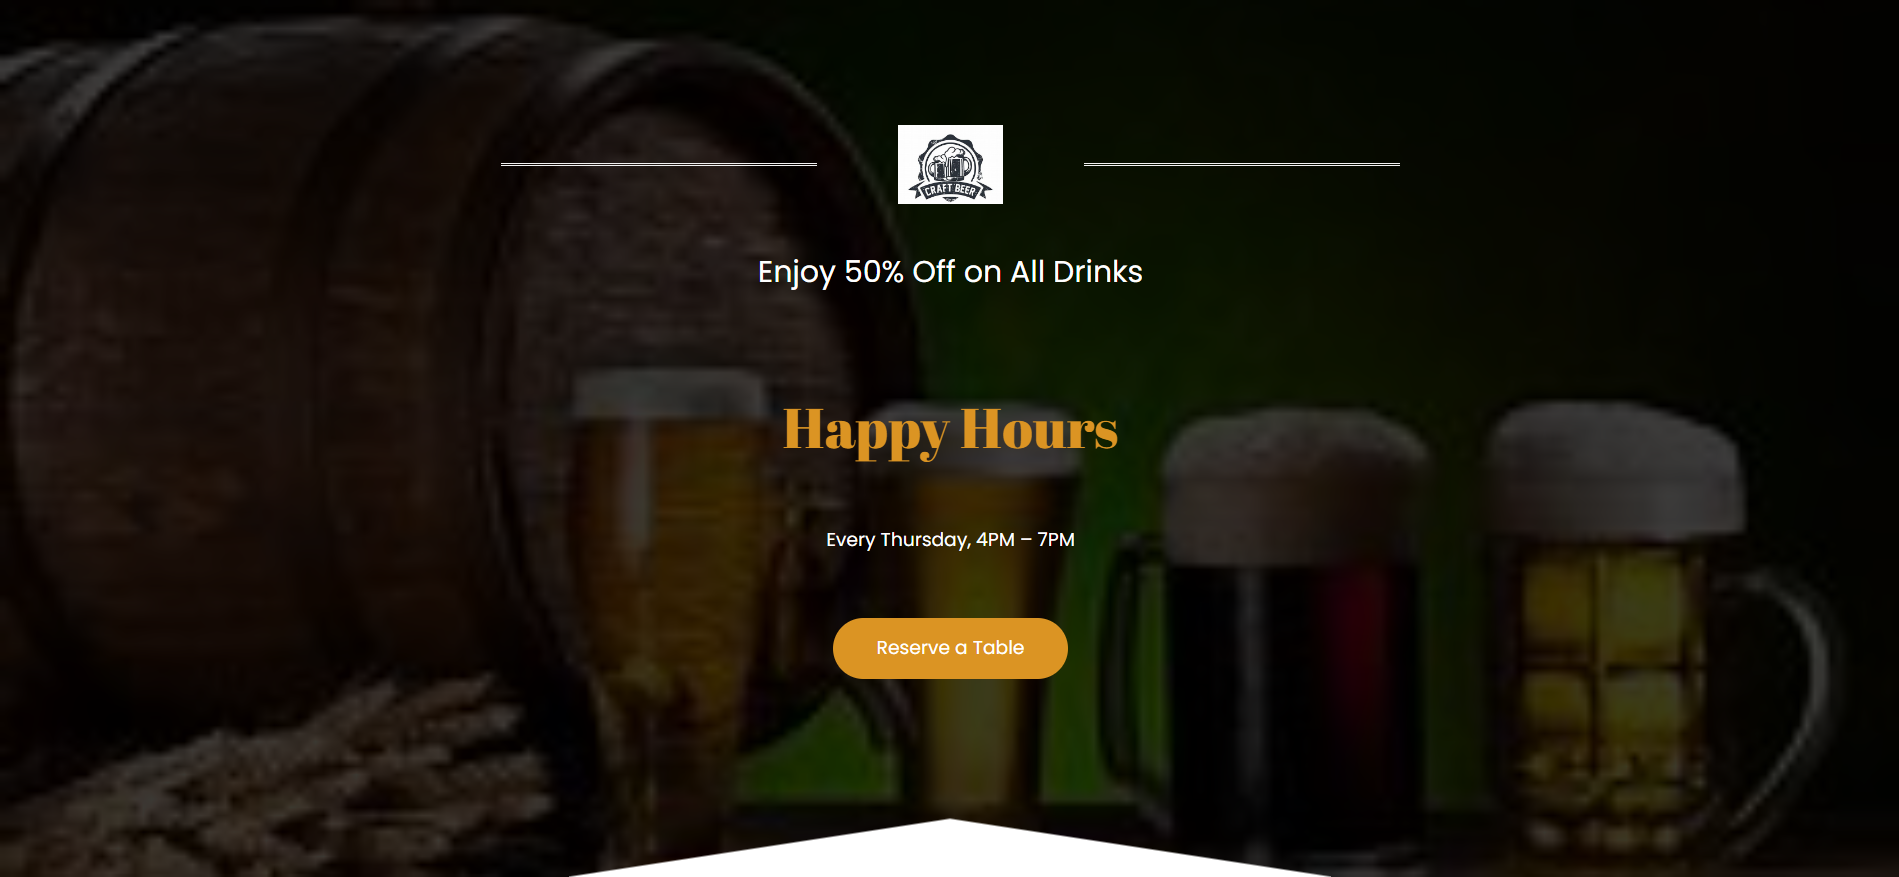 CRAFT BEER
Enjoy 50% Off on All Drinks
Happy Hours
Every Thursday, 4PM – 7PM
Reserve a Table